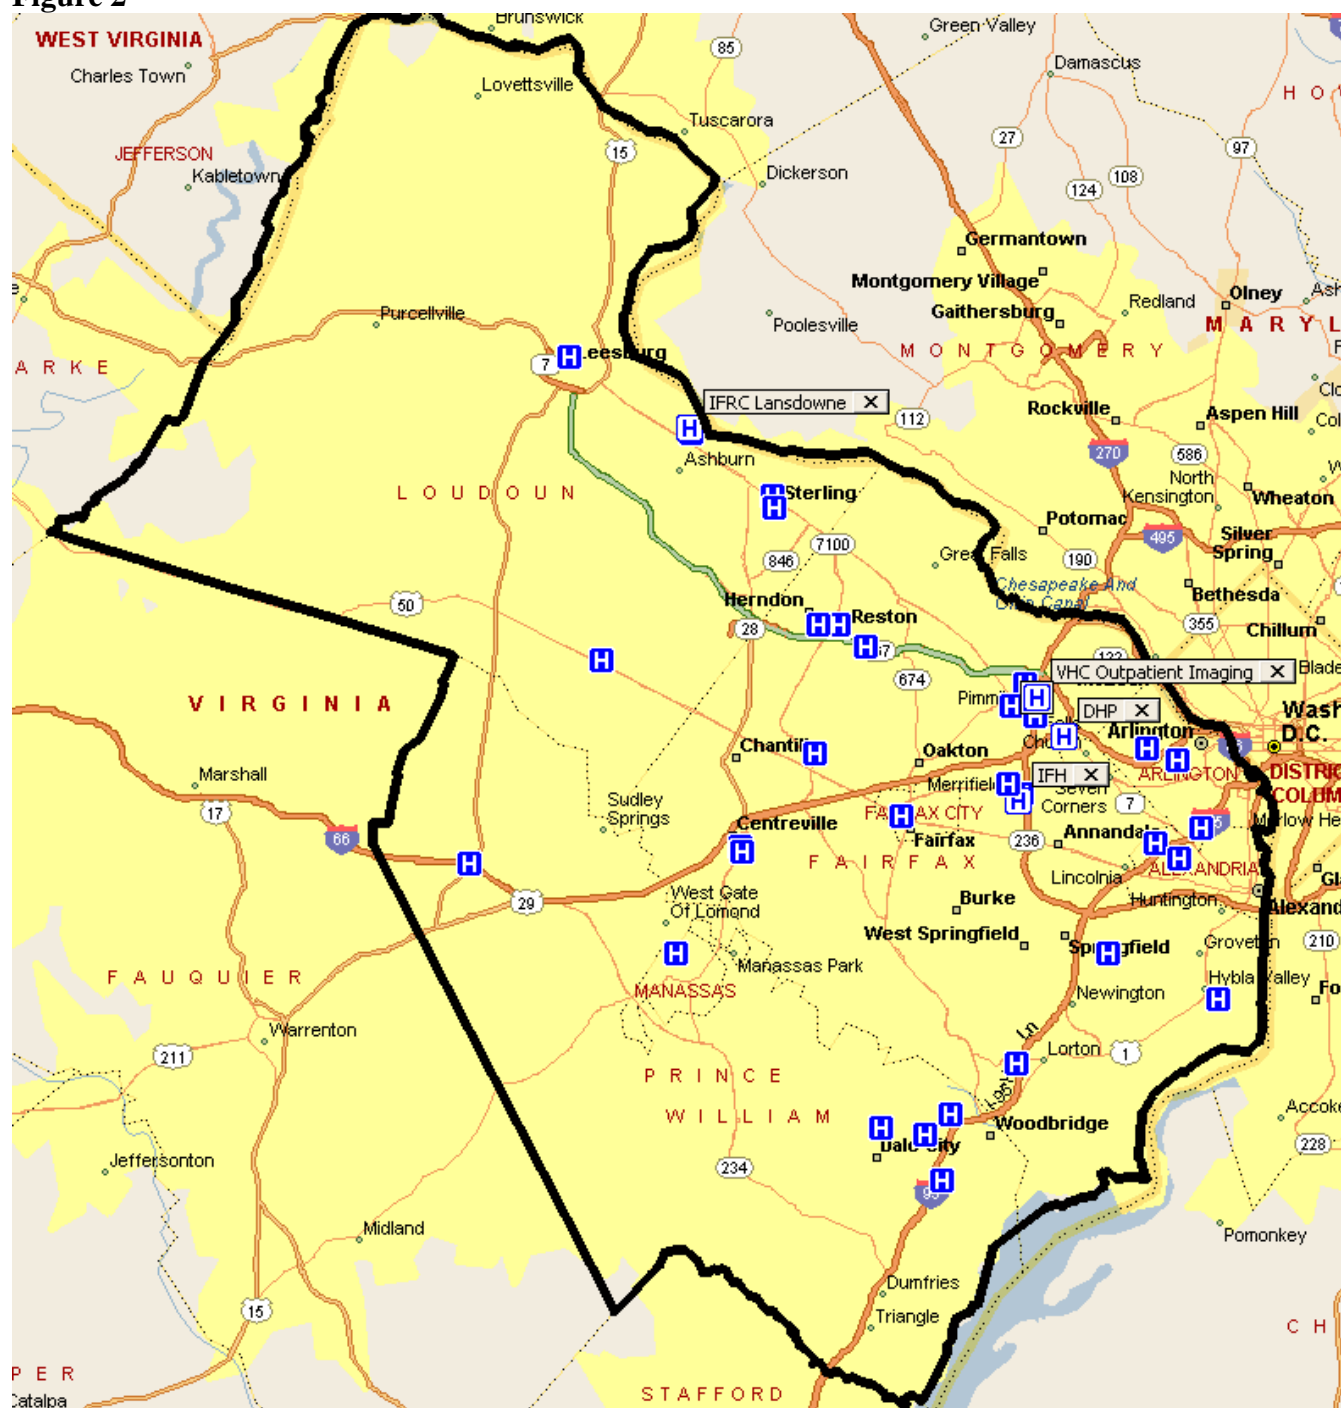 Figure 2
Brunswick
Green Valley
WEST VIRGINIA
85
Charles Town
Damascus
Lovettsville
Tuscarora
27
97
JEFFERSON
15
Kabletown
Dickerson
108
124
Germantown
Montgomery Village
Redland
Olney
Gaithersburg
Purcellville
Poolesville
MONTGOMERY
7
H
IFRC Lansdowne X
112
Rockville
Aspen Hill
H
270
586
Ashburn
North
Kensington
LOUDOUN
H
Sterling
H
Wheaton
Potomac
7100
495
Silver
Spring
846
Great Falls
190
Chesapeake And
Ohio Canal
Bethesda
50
Herndon
H
H
Reston
355
28
Chillum
H
H
674
VHC Outpatient Imaging X
VIRGINIA
H
H
H
DHP X
D.C.
H
H
Arlington
Chantilly
H
Oakton
H
H
Marshall
Merrifield
H
IFH X
ARLINGTON
Seven
Corners
H
17
Sudley
Springs
7
66
Centreville
H
FAIRFAX CITY
Fairfax
236
Annandale
H
H
H
H
FAIRFAX
H
ALEXANDRIA
Lincolnia
29
West Gate
Of Lomond
Burke
Huntington
West Springfield
Springfield
H
Groveton
210
H
Manassas Park
FAUQUIER
MANASSAS
Newington
Hybla Valley
H
Warrenton
Ln
211
H
Lorton
1
PRINCE
I-95
WILLIAM
H
H
H
Woodbridge
Dale City
228
Jeffersonton
234
H
95
Midland
Pomonkey
Dumfries
15
Triangle
STAFFORD
Catalpa